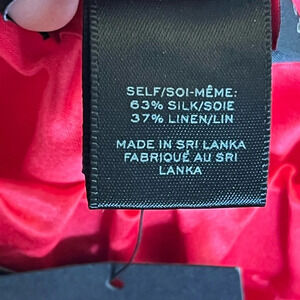 SELF/SOI-MÊME:
63% SILK/SOIE
37% LINEN/LIN
MADE IN SRI LANKA
FABRIQUÉ AU SRI
LANKA